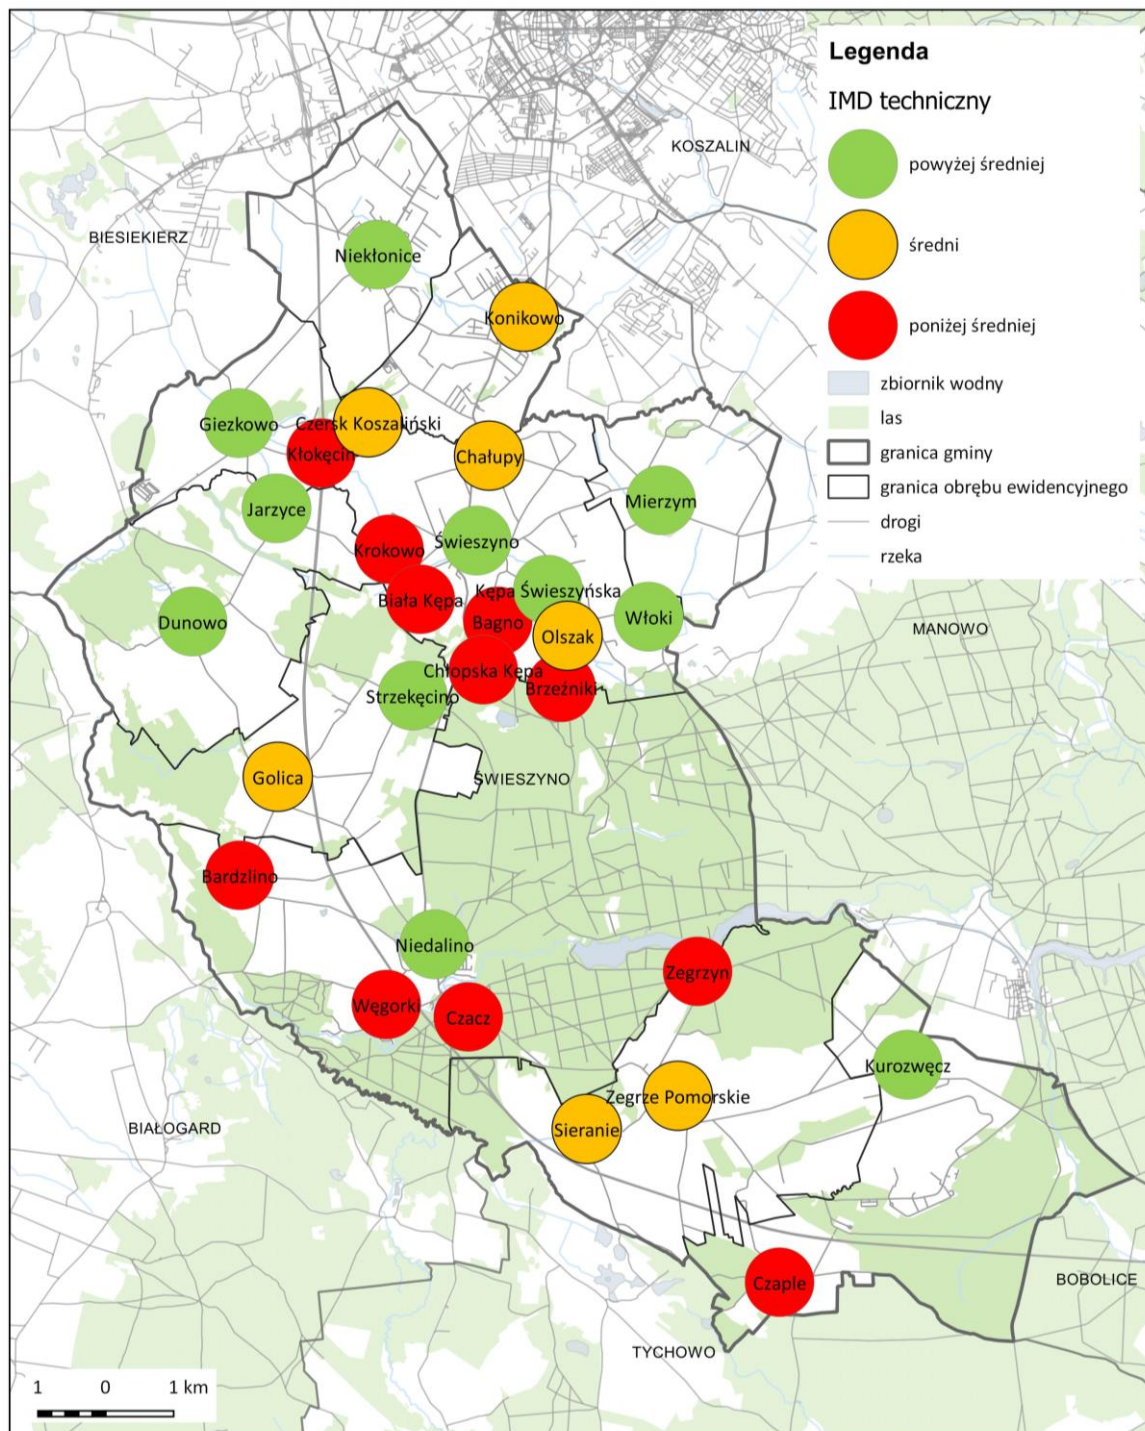 Legenda
IMD techniczny
powyżej średniej
średni
poniżej średniej
zbiornik wodny
las
granica gminy
granica obrębu ewidencyjnego
drogi
rzeka
KOSZALIN
BIESIEKIERZ
Niekłonice
Konikowo
Giezkowo
Czersk Koszaliński
Kłokęcin
Chałupy
Jarzyce
Mierzym
Krokowo
Świeszyno
Biała Kępa
Kępa Świeszyńska
Dunowo
Bagno
Olszak
Włoki
MANOWO
Chłopska Kępa
Brzeźniki
Strzekęcino
Golica
ŚWIESZYNO
Bardzlino
Niedalino
Zegrzyn
Węgorki
Czacz
Kurozwęcz
Zegrze Pomorskie
Sieranie
BIAŁOGARD
Czaple
BOBOLICE
TYCHOWO
1 0 1 km